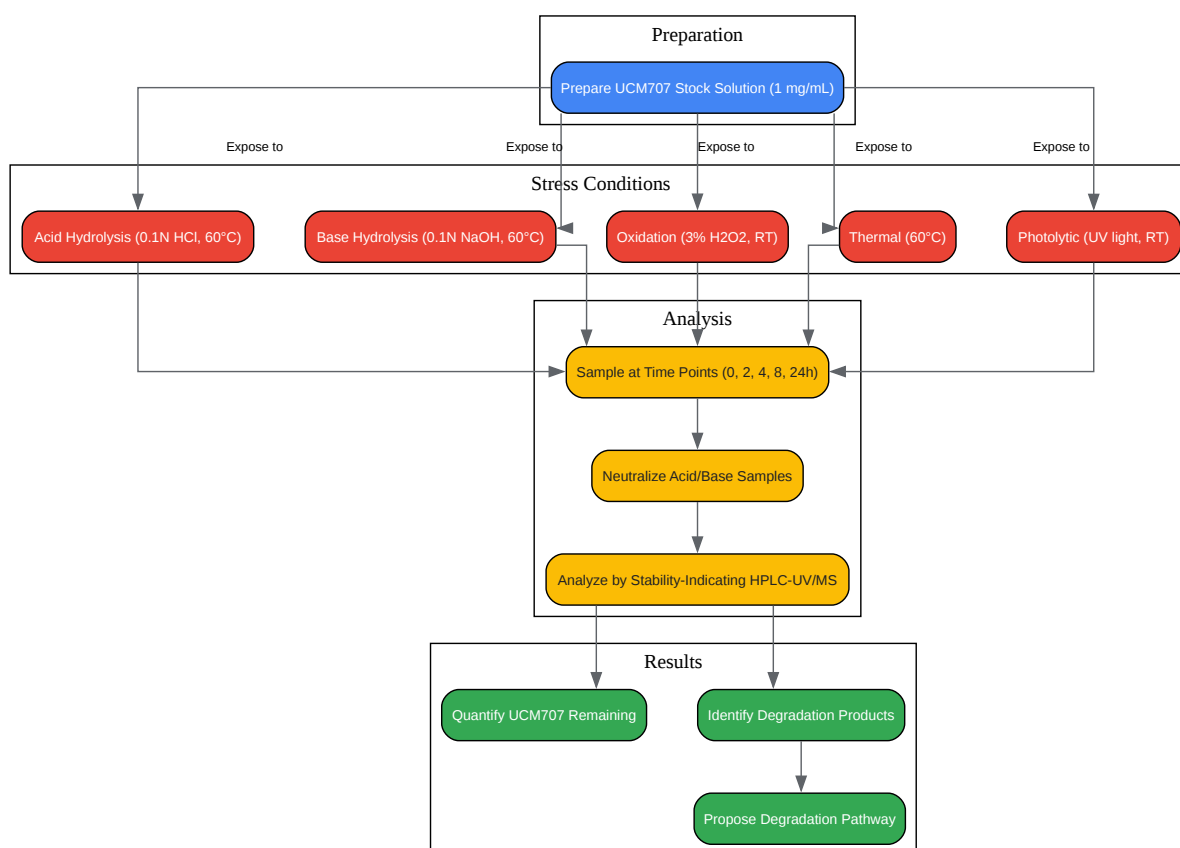 Preparation
Prepare UCM707 Stock Solution (1 mg/mL)
Expose to
Expose to
Expose to
Expose to
Expose to
Stress Conditions
Acid Hydrolysis (0.1N HCl, 60°C)
Base Hydrolysis (0.1N NaOH, 60°C)
Oxidation (3% H2O2, RT)
Thermal (60°C)
Photolytic (UV light, RT)
Analysis
Sample at Time Points (0, 2, 4, 8, 24h)
Neutralize Acid/Base Samples
Analyze by Stability-Indicating HPLC-UV/MS
Results
Quantify UCM707 Remaining
Identify Degradation Products
Propose Degradation Pathway